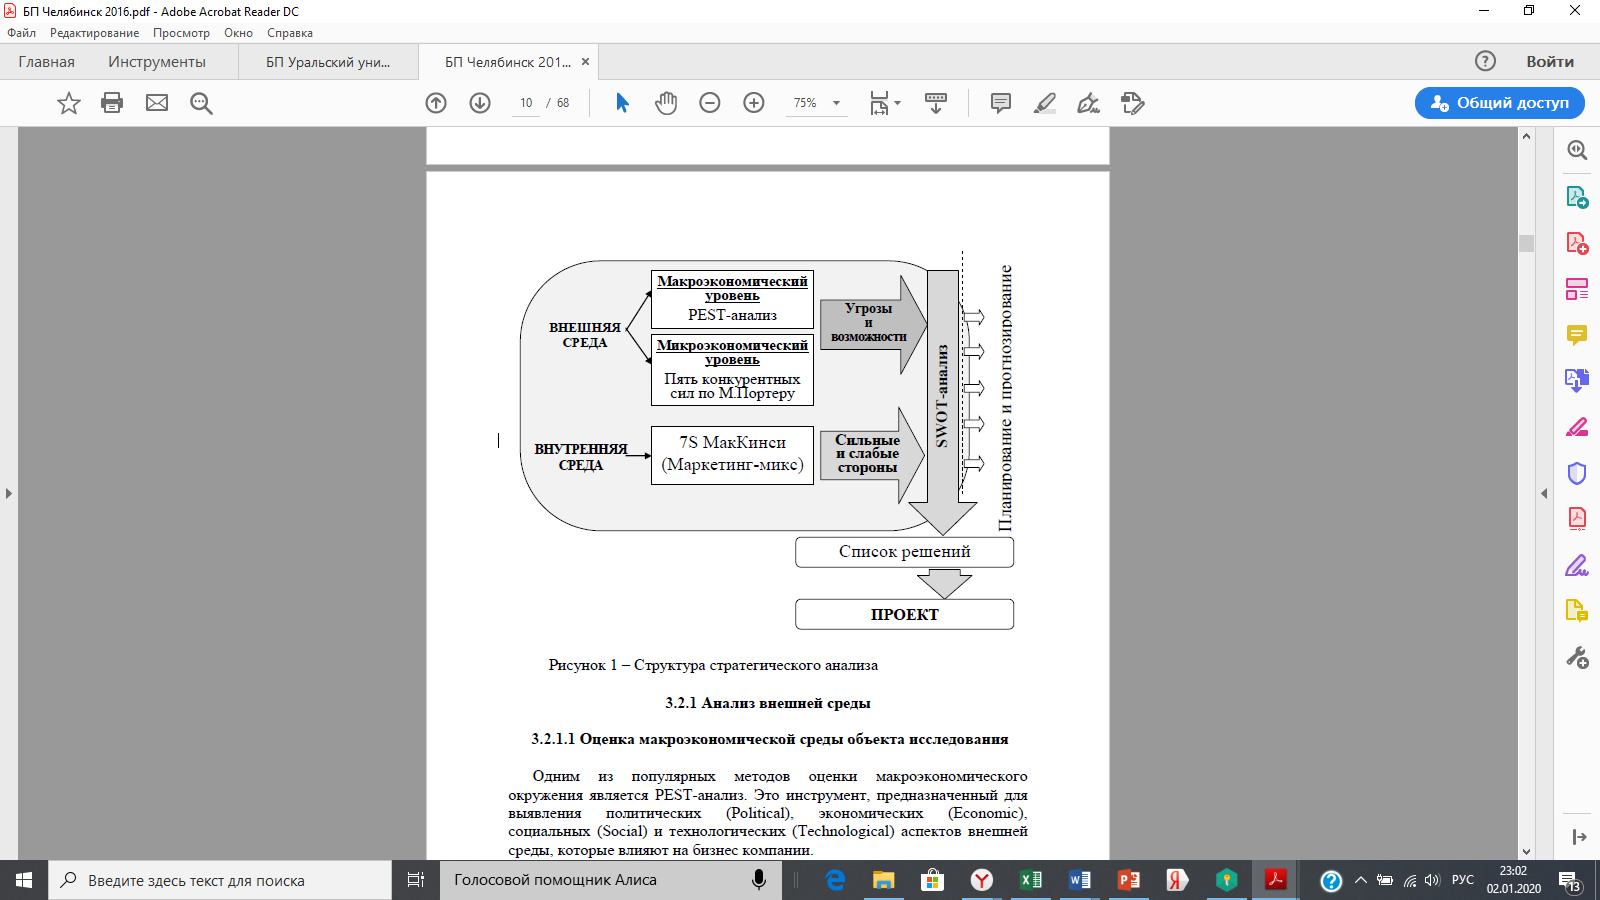 БП Челябинск 2016.pdf - Adobe Acrobat Reader DC
Файл Редактирование Просмотр Окно Справка
Главная Инструменты БП Уральский уни... БП Челябинск 201... ×
? Войти
10 / 68 75%
Общий доступ
Макроэкономический
уровень
PEST-анализ
ВНЕШНЯЯ
СРЕДА
Микроэкономический
уровень
Пять конкурентных
сил по М.Портеру
Угрозы
и
возможности
ВНУТРЕННЯЯ
СРЕДА
7S МакКинси
(Маркетинг-микс)
Сильные
и слабые
стороны
SWOT-анализ
Планирование и прогнозирование
Список решений
ПРОЕКТ
Рисунок 1 – Структура стратегического анализа
3.2.1 Анализ внешней среды
3.2.1.1 Оценка макроэкономической среды объекта исследования
Одним из популярных методов оценки макроэкономического
окружения является PEST-анализ. Это инструмент, предназначенный для
выявления политических (Political), экономических (Economic),
социальных (Social) и технологических (Technological) аспектов внешней
среды, которые влияют на бизнес компании.
Введите здесь текст для поиска
Голосовой помощник Алиса
РУС
23:02
02.01.2020
13